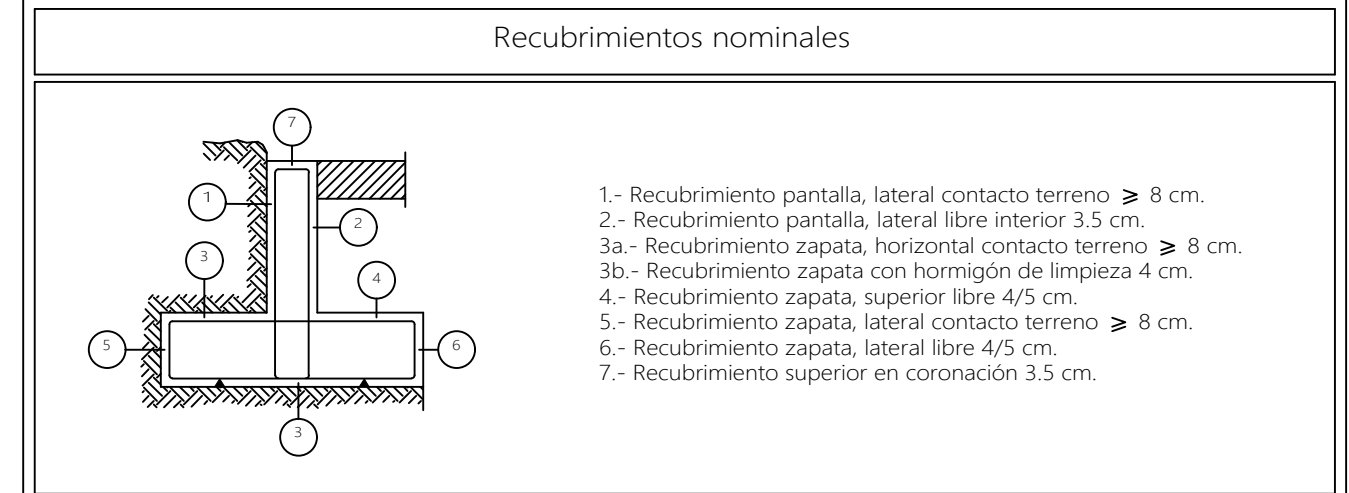 Recubrimientos nominales
7
1
2
3
4
5
6
3
1.- Recubrimiento pantalla, lateral contacto terreno ≥ 8 cm.
2.- Recubrimiento pantalla, lateral libre interior 3.5 cm.
3a.- Recubrimiento zapata, horizontal contacto terreno ≥ 8 cm.
3b.- Recubrimiento zapata con hormigón de limpieza 4 cm.
4.- Recubrimiento zapata, superior libre 4/5 cm.
5.- Recubrimiento zapata, lateral contacto terreno ≥ 8 cm.
6.- Recubrimiento zapata, lateral libre 4/5 cm.
7.- Recubrimiento superior en coronación 3.5 cm.